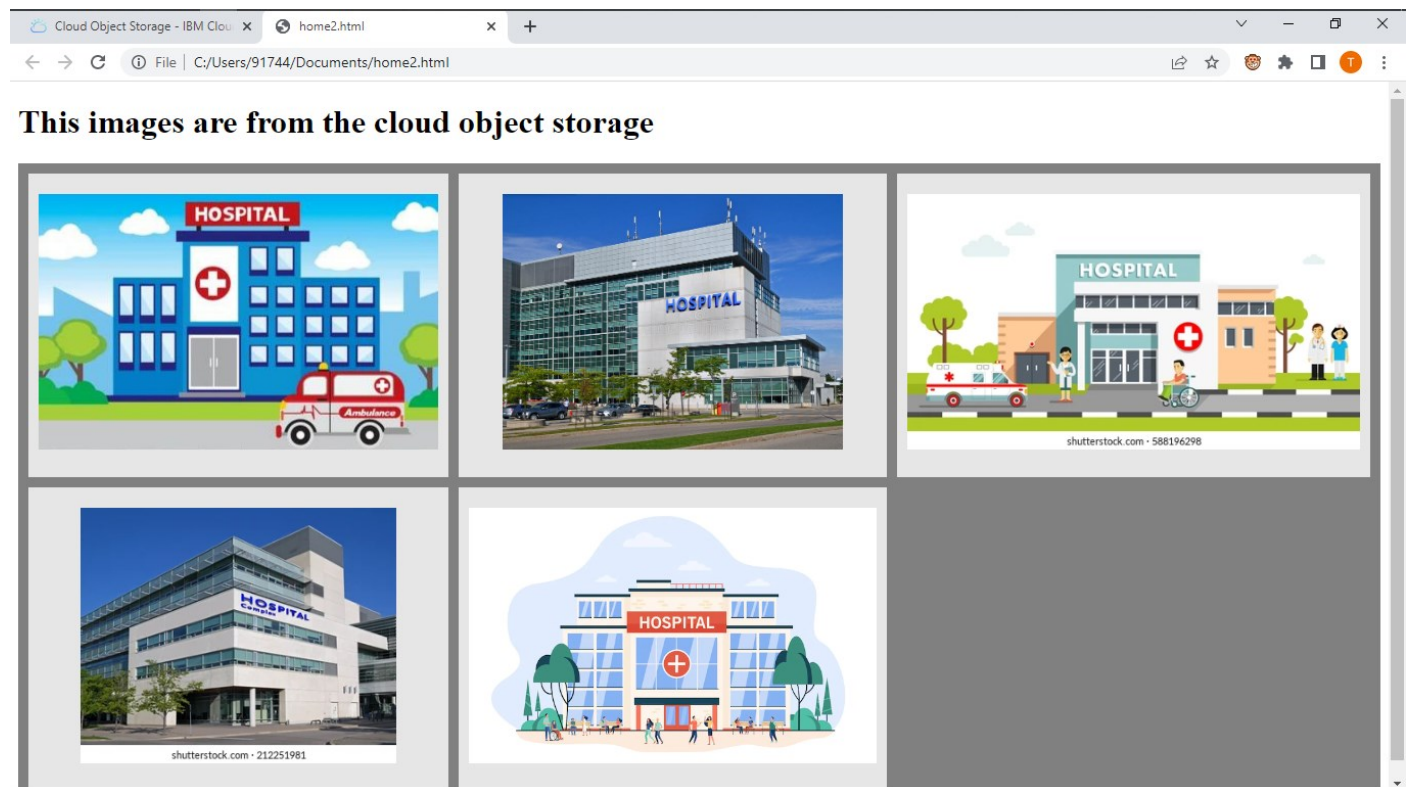 Cloud Object Storage - IBM Clou
home2.html
File | C:/Users/91744/Documents/home2.html
T
This images are from the cloud object storage
HOSPITAL
Ambulance
HOSPITAL
HOSPITAL
shutterstock.com · 588196298
HOSPITAL
Complex
shutterstock.com · 212251981
HOSPITAL